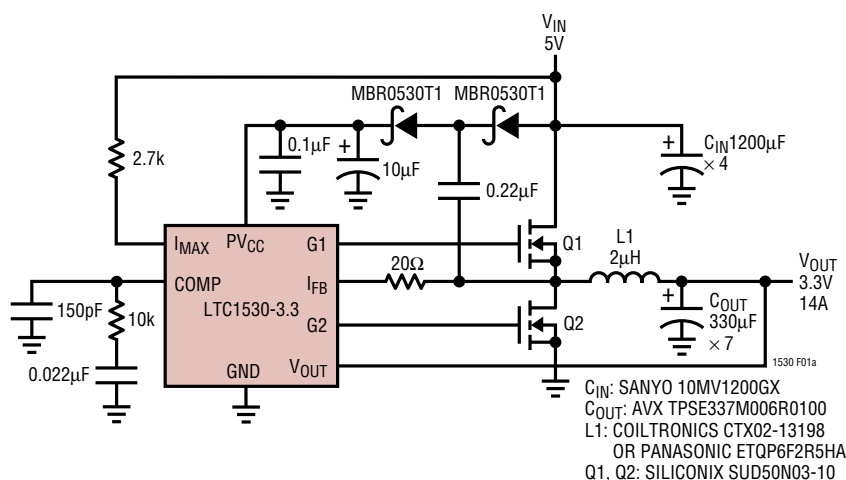 VIN
5V
MBR0530T1
MBR0530T1
2.7k
0.1µF
+
10µF
0.22µF
+
CIN1200µF
× 4
IMAX
PVCC
G1
Q1
L1
2µH
COMP
IFB
20Ω
VOUT
3.3V
14A
150pF
10k
LTC1530-3.3
G2
Q2
+
COUT
330µF
× 7
0.022µF
GND
VOUT
1530 F01a
CIN: SANYO 10MV1200GX
COUT: AVX TPSE337M006R0100
L1: COILTRONICS CTX02-13198
OR PANASONIC ETQP6F2R5HA
Q1, Q2: SILICONIX SUD50N03-10